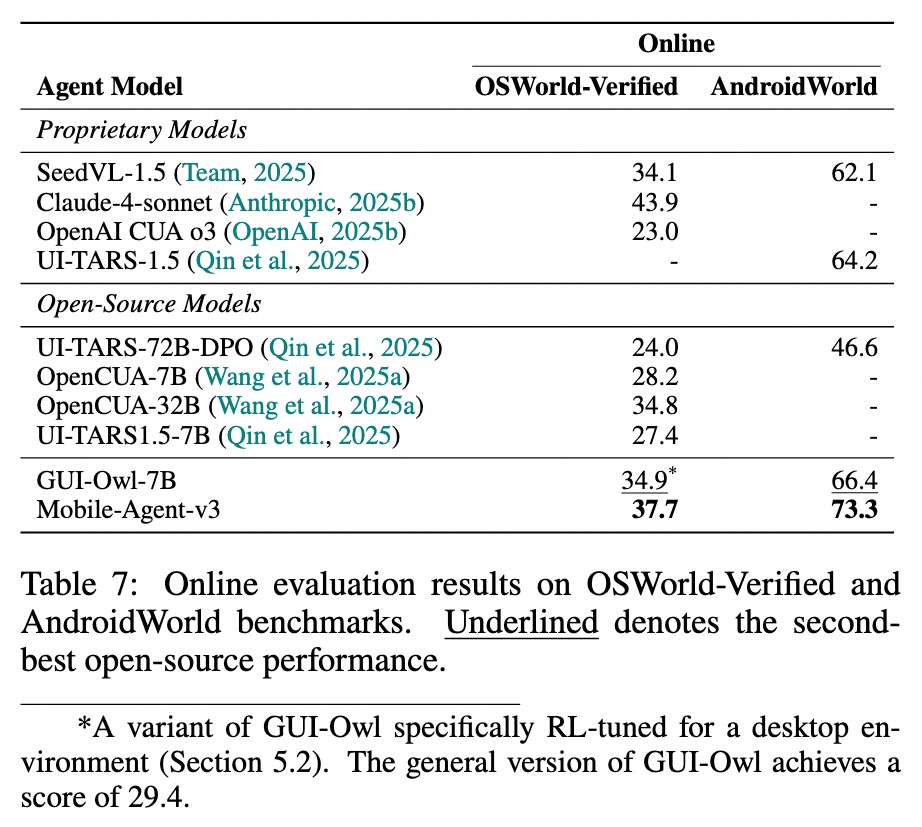 Online
Agent Model OSWorld-Verified AndroidWorld
Proprietary Models
SeedVL-1.5 (Team, 2025) 34.1 62.1
Claude-4-sonnet (Anthropic, 2025b) 43.9 -
OpenAI CUA o3 (OpenAI, 2025b) 23.0 -
UI-TARS-1.5 (Qin et al., 2025) - 64.2
Open-Source Models
UI-TARS-72B-DPO (Qin et al., 2025) 24.0 46.6
OpenCUA-7B (Wang et al., 2025a) 28.2 -
OpenCUA-32B (Wang et al., 2025a) 34.8 -
UI-TARS1.5-7B (Qin et al., 2025) 27.4 -
GUI-Owl-7B 34.9* 66.4
Mobile-Agent-v3 37.7 73.3
Table 7: Online evaluation results on OSWorld-Verified and
AndroidWorld benchmarks. Underlined denotes the second-
best open-source performance.
*A variant of GUI-Owl specifically RL-tuned for a desktop en-
vironment (Section 5.2). The general version of GUI-Owl achieves a
score of 29.4.